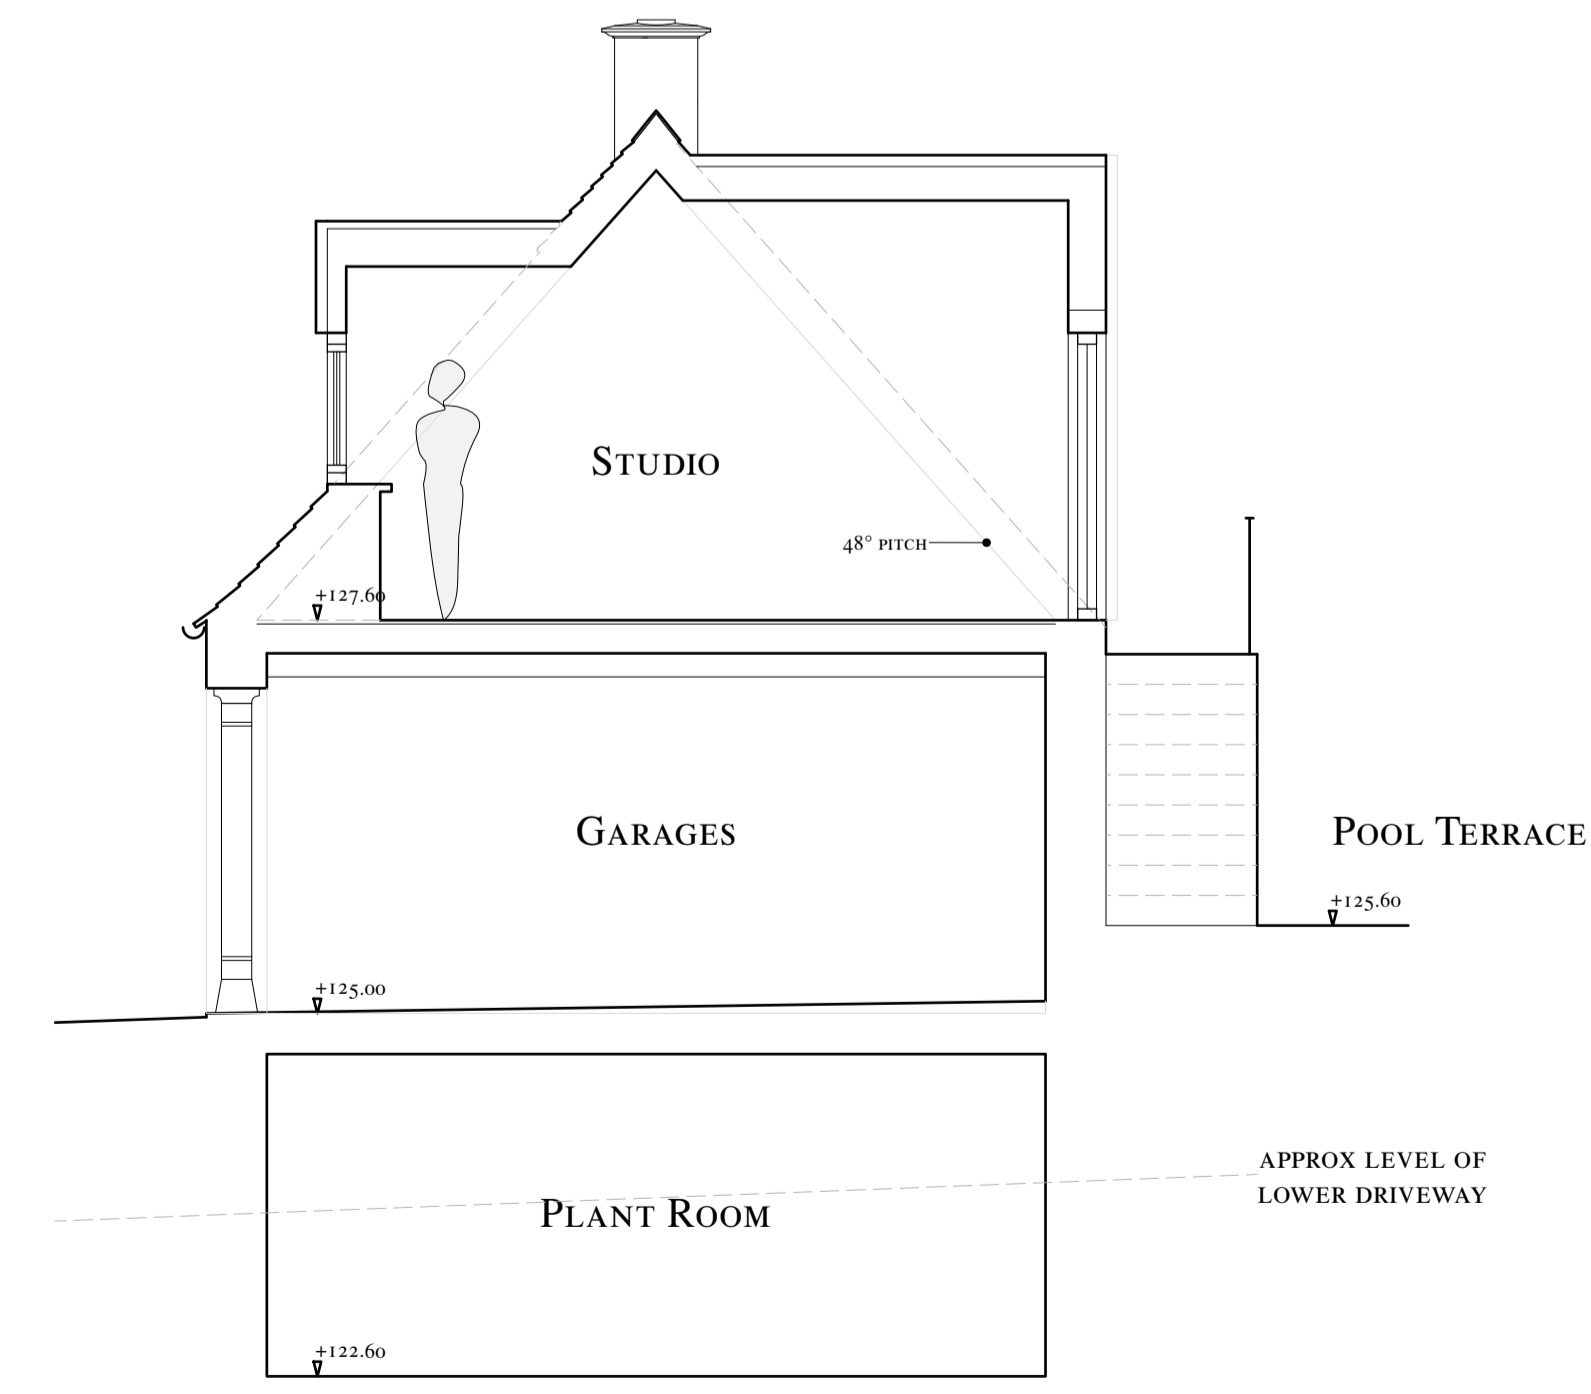 STUDIO
48° PITCH
+127.60
GARAGES
POOL TERRACE
+125.60
+125.00
APPROX LEVEL OF
LOWER DRIVEWAY
PLANT ROOM
+122.60